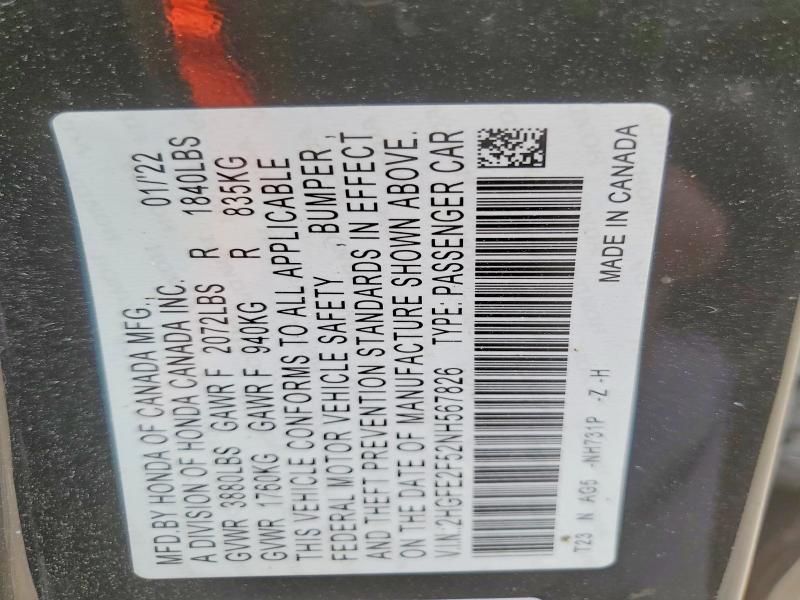 MFD.BY HONDA OF CANADA MFG., 01/'22
A DIVISION OF HONDA CANADA INC.
GVWR 3880LBS GAWR F 2072LBS R 1840LBS
GVWR 1760KG GAWR F 940KG R 835KG
THIS VEHICLE CONFORMS TO ALL APPLICABLE
FEDERAL MOTOR VEHICLE SAFETY , BUMPER ,
AND THEFT PREVENTION STANDARDS IN EFFECT
ON THE DATE OF MANUFACTURE SHOWN ABOVE.
V.I.N:2HGFE2F52NH567826 TYPE: PASSENGER CAR
T23 N AG5 -NH731P -Z -H
MADE IN CANADA